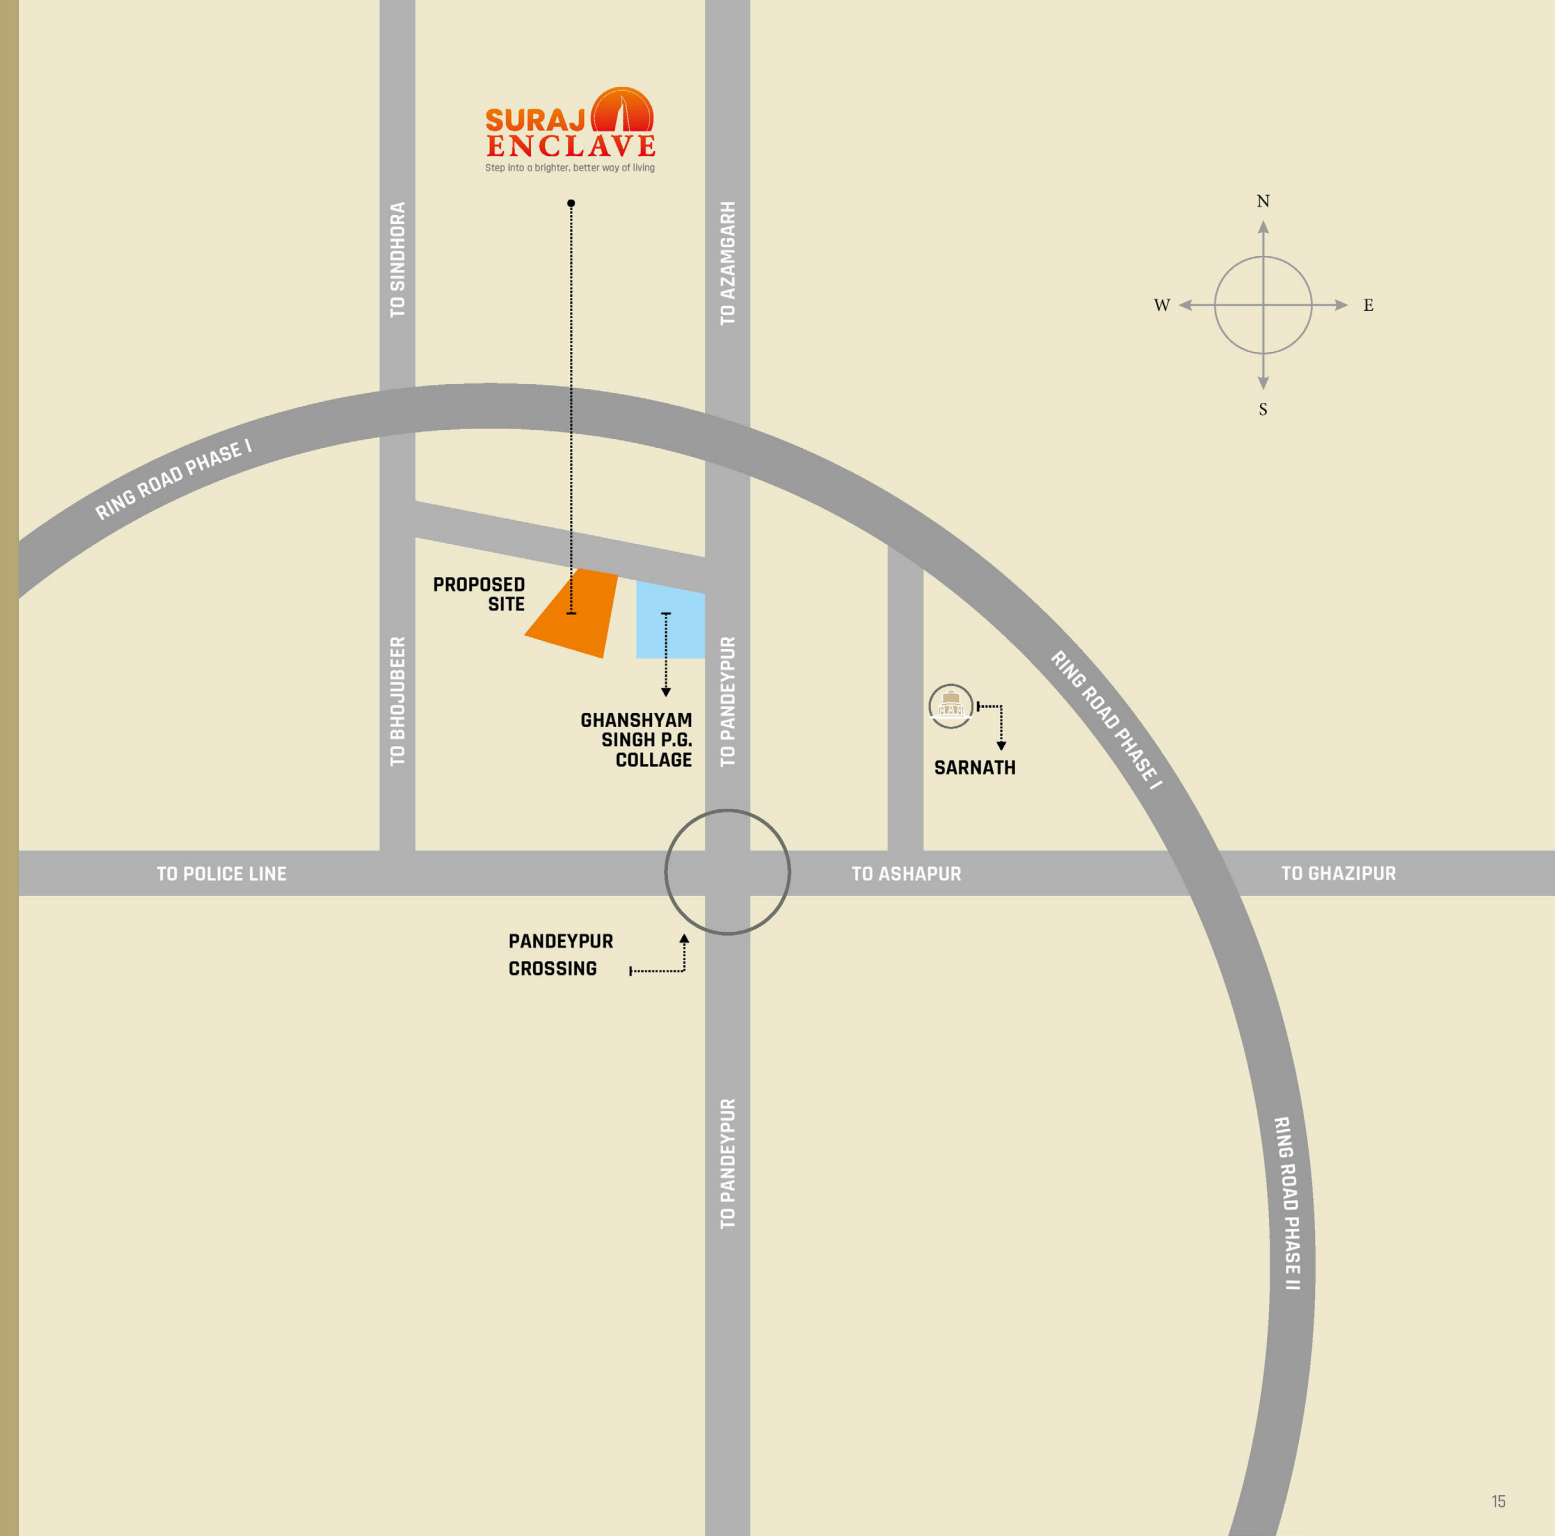 SURAJ
ENCLAVE
Step into a brighter, better way of living
TO SINDHORA
TO AZAMGARH
N
W
E
S
RING ROAD PHASE I
PROPOSED
SITE
TO BHOJUBEER
TO PANDEYPUR
GHANSHYAM
SINGH P.G.
COLLAGE
SARNATH
RING ROAD PHASE I
TO POLICE LINE
TO ASHAPUR
TO GHAZIPUR
PANDEYPUR
CROSSING
TO PANDEYPUR
RING ROAD PHASE II
15